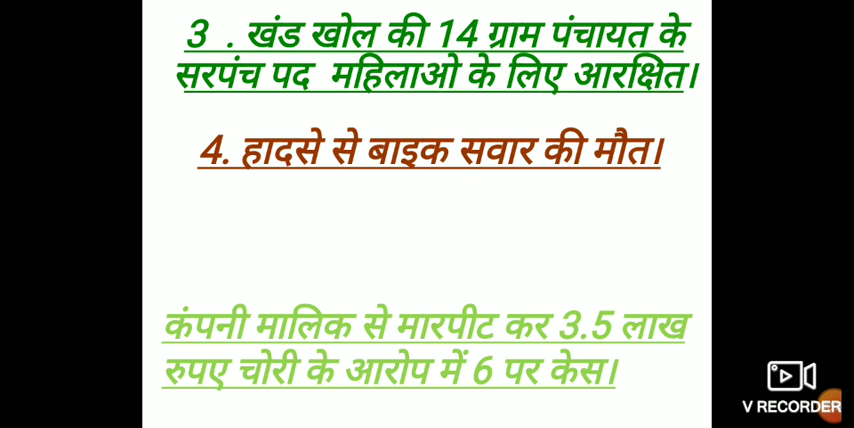 3 . खंड खोल की 14 ग्राम पंचायत के
सरपंच पद महिलाओ के लिए आरक्षित।
4. हादसे से बाइक सवार की मौत।
कंपनी मालिक से मारपीट कर 3.5 लाख
रुपए चोरी के आरोप में 6 पर केस।
V RECORDER